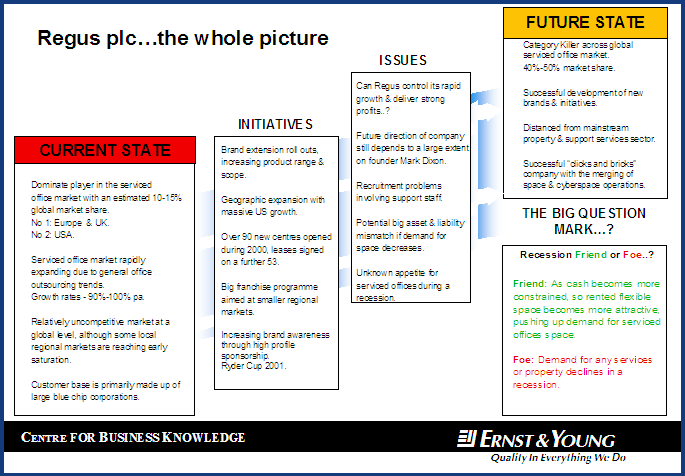 Regus plc...the whole picture
CURRENT STATE
Dominate player in the serviced
office market with an estimated 10-15%
global market share.
No 1: Europe & UK.
No 2: USA.
Serviced office market rapidly
expanding due to general office
outsourcing trends.
Growth rates - 90%-100% pa.
Relatively uncompetitive market at a
global level, although some local
regional markets are reaching early
saturation.
Customer base is primarily made up of
large blue chip corporations.
INITIATIVES
Brand extension roll outs,
increasing product range &
scope.
Geographic expansion with
massive US growth.
Over 90 new centres opened
during 2000, leases signed
on a further 53.
Big franchise programme
aimed at smaller regional
markets.
Increasing brand awareness
through high profile
sponsorship.
Ryder Cup 2001.
ISSUES
Can Regus control its rapid
growth & deliver strong
profits..?
Future direction of company
still depends to a large extent
on founder Mark Dixon.
Recruitment problems
involving support staff.
Potential big asset & liability
mismatch if demand for
space decreases.
Unknown appetite for
serviced offices during a
recession.
FUTURE STATE
Category Killer across global
serviced office market.
40%-50% market share.
Successful development of new
brands & initiatives.
Distanced from mainstream
property & support services sector.
Successful "clicks and bricks"
company with the merging of
space & cyberspace operations.
THE BIG QUESTION
MARK...?
Recession Friend or Foe..?
Friend: As cash becomes more
constrained, so rented flexible
space becomes more attractive,
pushing up demand for serviced
offices space.
Foe: Demand for any services
or property declines in a
recession.
CENTRE FOR BUSINESS KNOWLEDGE
ERNST & YOUNG
Quality In Everything We Do